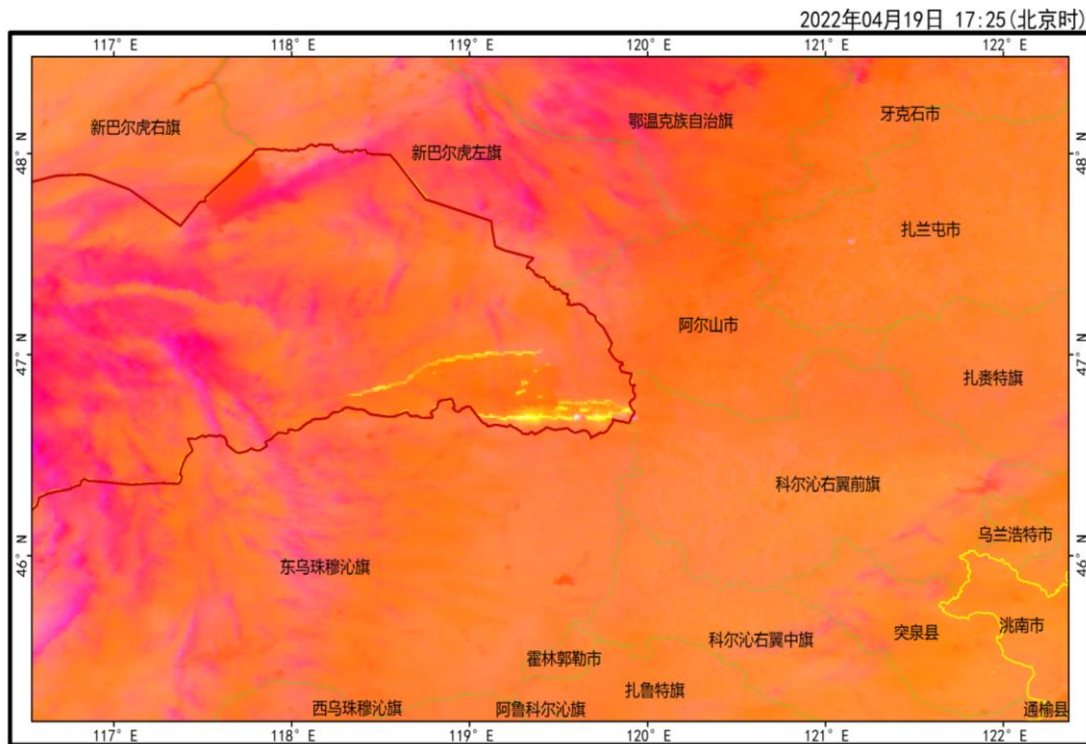 2022年04月19日 17:25(北京时)
117° E 118° E 119° E 120° E 121° E 122° E
牙克石市
鄂温克族自治旗
新巴尔虎右旗
48° N 新巴尔虎左旗 48° N
扎兰屯市
阿尔山市
47° N 47° N
扎赉特旗
科尔沁右翼前旗
乌兰浩特市
46° N 东乌珠穆沁旗 46° N
洮南市
科尔沁右翼中旗 突泉县
霍林郭勒市
扎鲁特旗
西乌珠穆沁旗 阿鲁科尔沁旗 通榆县
117° E 118° E 119° E 120° E 121° E 122° E